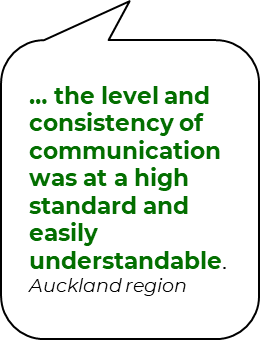 ... the level and
consistency of
communication
was at a high
standard and
easily
understandable.
Auckland region